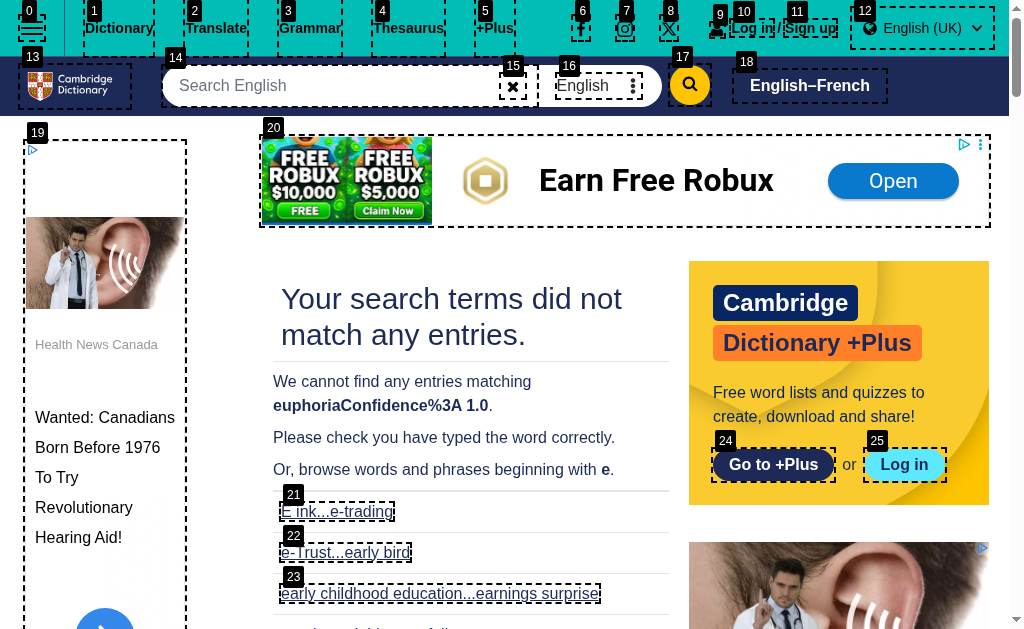 0 1 2 3 4 5 6 7 8 9 10 11 12
Dictionary Translate Grammar Thesaurus +Plus Log in / Sign up English (UK)
13 14 15 16 17 18
Cambridge Dictionary
Search English
English
English–French
19
20
FREE ROBUX $10,000 FREE
FREE ROBUX $5,000 Claim Now
Earn Free Robux
Open
Health News Canada
Wanted: Canadians
Born Before 1976
To Try
Revolutionary
Hearing Aid!
Your search terms did not
match any entries.
We cannot find any entries matching
euphoriaConfidence%3A 1.0.
Please check you have typed the word correctly.
Or, browse words and phrases beginning with e.
21
E ink...e-trading
22
e-Trust...early bird
23
early childhood education...earnings surprise
Cambridge
Dictionary +Plus
Free word lists and quizzes to
create, download and share!
24 25
Go to +Plus or Log in